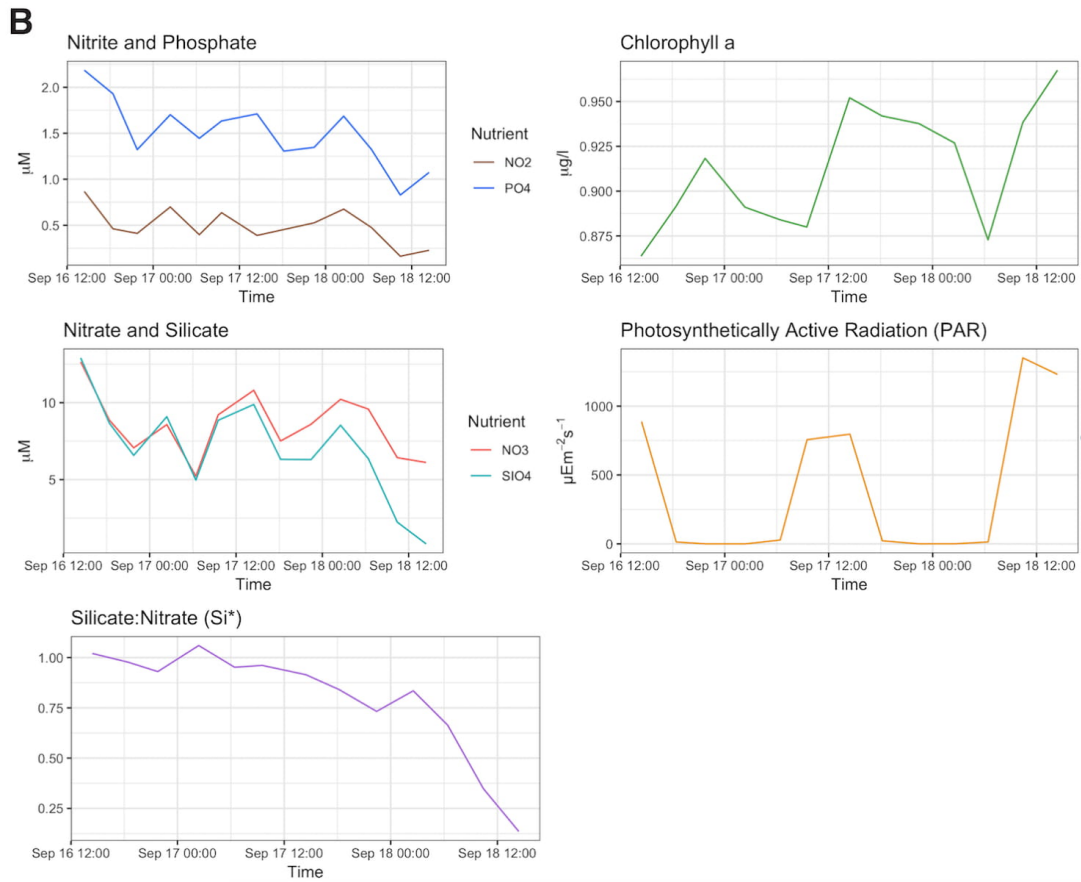 B
Nitrite and Phosphate
2.0
1.5
1.0
0.5
μM
Sep 16 12:00 Sep 17 00:00 Sep 17 12:00 Sep 18 00:00 Sep 18 12:00
Time
Nutrient
NO2
PO4
Chlorophyll a
0.950
0.925
0.900
0.875
μg/l
Sep 16 12:00 Sep 17 00:00 Sep 17 12:00 Sep 18 00:00 Sep 18 12:00
Time
Nitrate and Silicate
10
5
μM
Sep 16 12:00 Sep 17 00:00 Sep 17 12:00 Sep 18 00:00 Sep 18 12:00
Time
Nutrient
NO3
SIO4
Photosynthetically Active Radiation (PAR)
1000
500
0
μEm⁻²s⁻¹
Sep 16 12:00 Sep 17 00:00 Sep 17 12:00 Sep 18 00:00 Sep 18 12:00
Time
Silicate:Nitrate (Si*)
1.00
0.75
0.50
0.25
Sep 16 12:00 Sep 17 00:00 Sep 17 12:00 Sep 18 00:00 Sep 18 12:00
Time